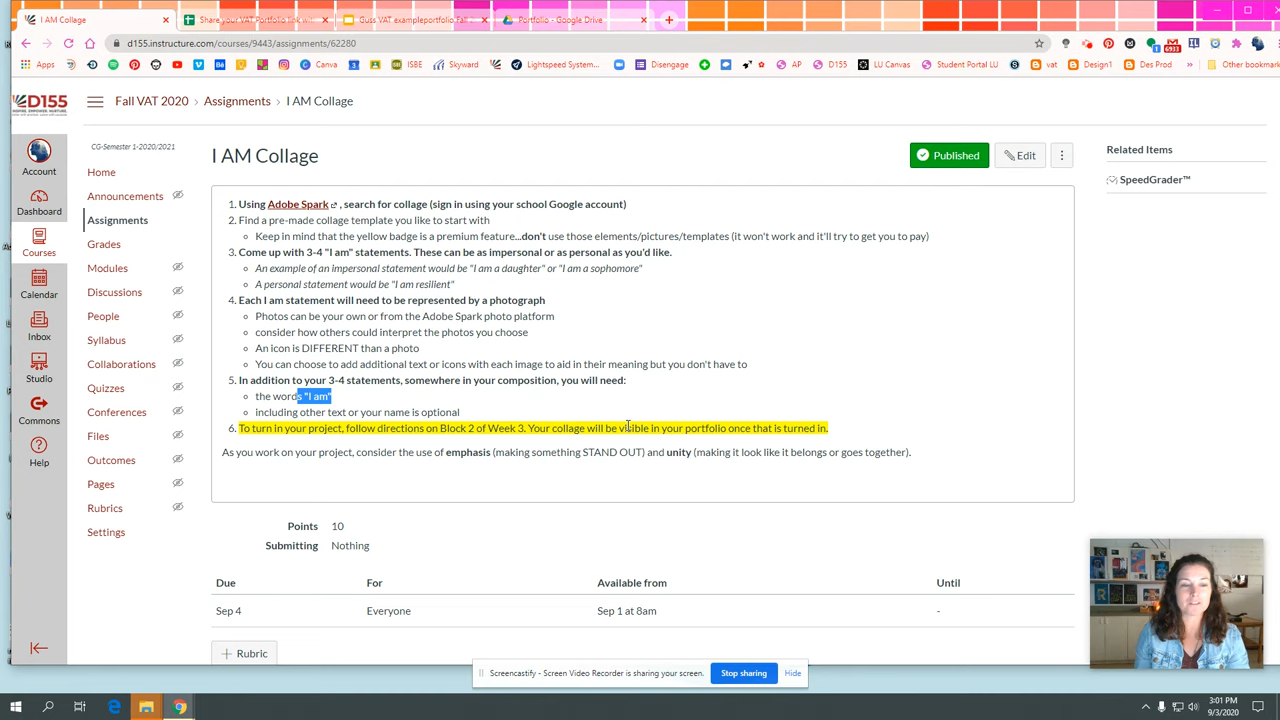 I AM Collage
Share your VAT Portfolio link wit
Guss VAT exampleportfolio Fall 2
Portfolio - Google Drive
d155.instructure.com/courses/9443/assignments/62280
Apps
Canva
ISBE
Skyward
Lightspeed System...
Disengage
AP
D155
LU Canvas
Student Portal LU
vat
Design1
Des Prod
»
Other bookmark
D155
Fall VAT 2020 › Assignments › I AM Collage
CG-Semester 1-2020/2021
Account
Dashboard
Courses
Calendar
Inbox
Studio
Commons
Help
Home
Announcements
Assignments
Grades
Modules
Discussions
People
Syllabus
Collaborations
Quizzes
Conferences
Files
Outcomes
Pages
Rubrics
Settings
I AM Collage
Published
Edit
Related Items
SpeedGrader™
1. Using Adobe Spark , search for collage (sign in using your school Google account)
2. Find a pre-made collage template you like to start with
Keep in mind that the yellow badge is a premium feature...don't use those elements/pictures/templates (it won't work and it'll try to get you to pay)
3. Come up with 3-4 "I am" statements. These can be as impersonal or as personal as you'd like.
An example of an impersonal statement would be "I am a daughter" or "I am a sophomore"
A personal statement would be "I am resilient"
4. Each I am statement will need to be represented by a photograph
Photos can be your own or from the Adobe Spark photo platform
consider how others could interpret the photos you choose
An icon is DIFFERENT than a photo
You can choose to add additional text or icons with each image to aid in their meaning but you don't have to
5. In addition to your 3-4 statements, somewhere in your composition, you will need:
the words "I am"
including other text or your name is optional
6. To turn in your project, follow directions on Block 2 of Week 3. Your collage will be visible in your portfolio once that is turned in.
As you work on your project, consider the use of emphasis (making something STAND OUT) and unity (making it look like it belongs or goes together).
Points 10
Submitting Nothing
Due For Available from Until
Sep 4 Everyone Sep 1 at 8am -
+ Rubric
Screencastify - Screen Video Recorder is sharing your screen.
Stop sharing
Hide
3:01 PM
9/3/2020